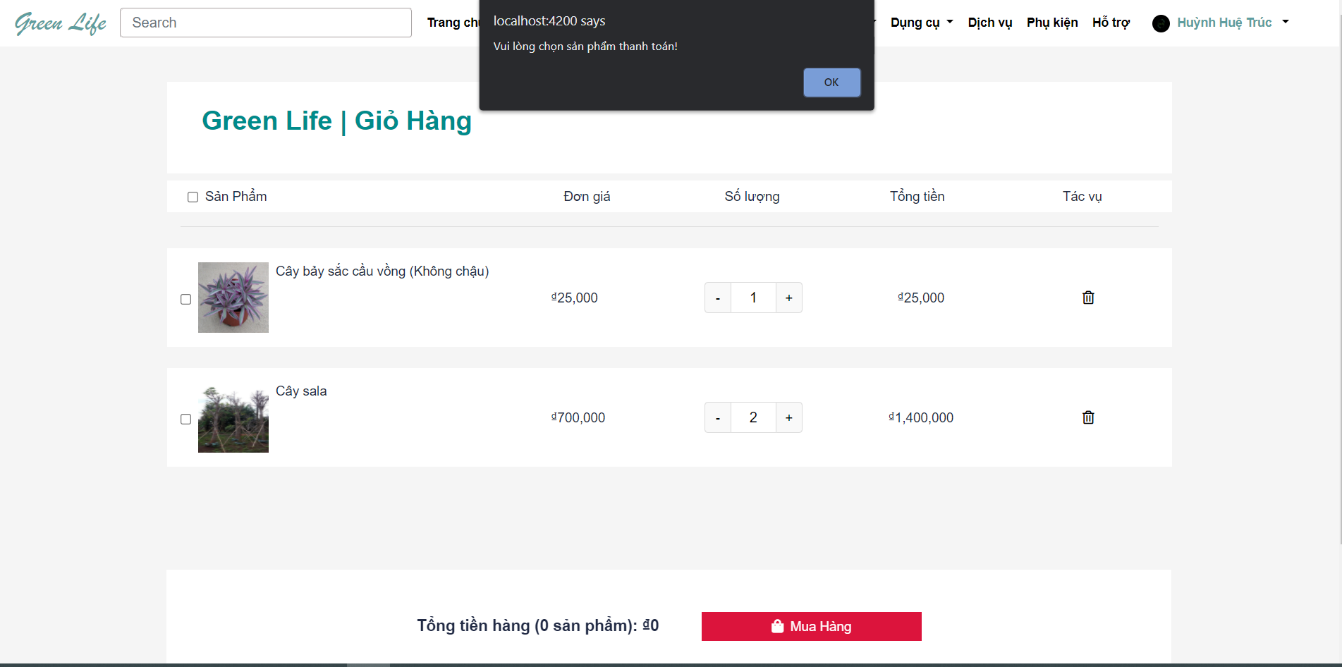 Green Life
Search
Trang ch
Dụng cụ
Dịch vụ
Phụ kiện
Hỗ trợ
Huỳnh Huệ Trúc
localhost:4200 says
Vui lòng chọn sản phẩm thanh toán!
OK
Green Life | Giỏ Hàng
Sản Phẩm
Đơn giá
Số lượng
Tổng tiền
Tác vụ
Cây bảy sắc cầu vồng (Không chậu)
₫25,000
- 1 +
₫25,000
Cây sala
₫700,000
- 2 +
₫1,400,000
Tổng tiền hàng (0 sản phẩm): ₫0
Mua Hàng